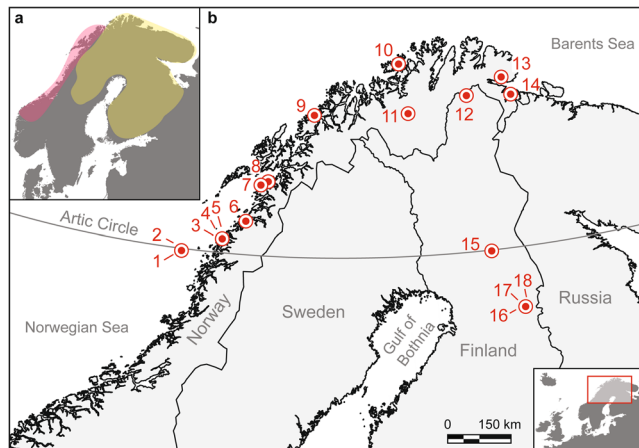 a
b
Barents Sea
10
13
14
9
11
12
8
7
Artic Circle
6
5
4
3
2
1
15
Norwegian Sea
Norway
Sweden
Gulf of
Bothnia
Finland
Russia
18
17
16
0 150 km